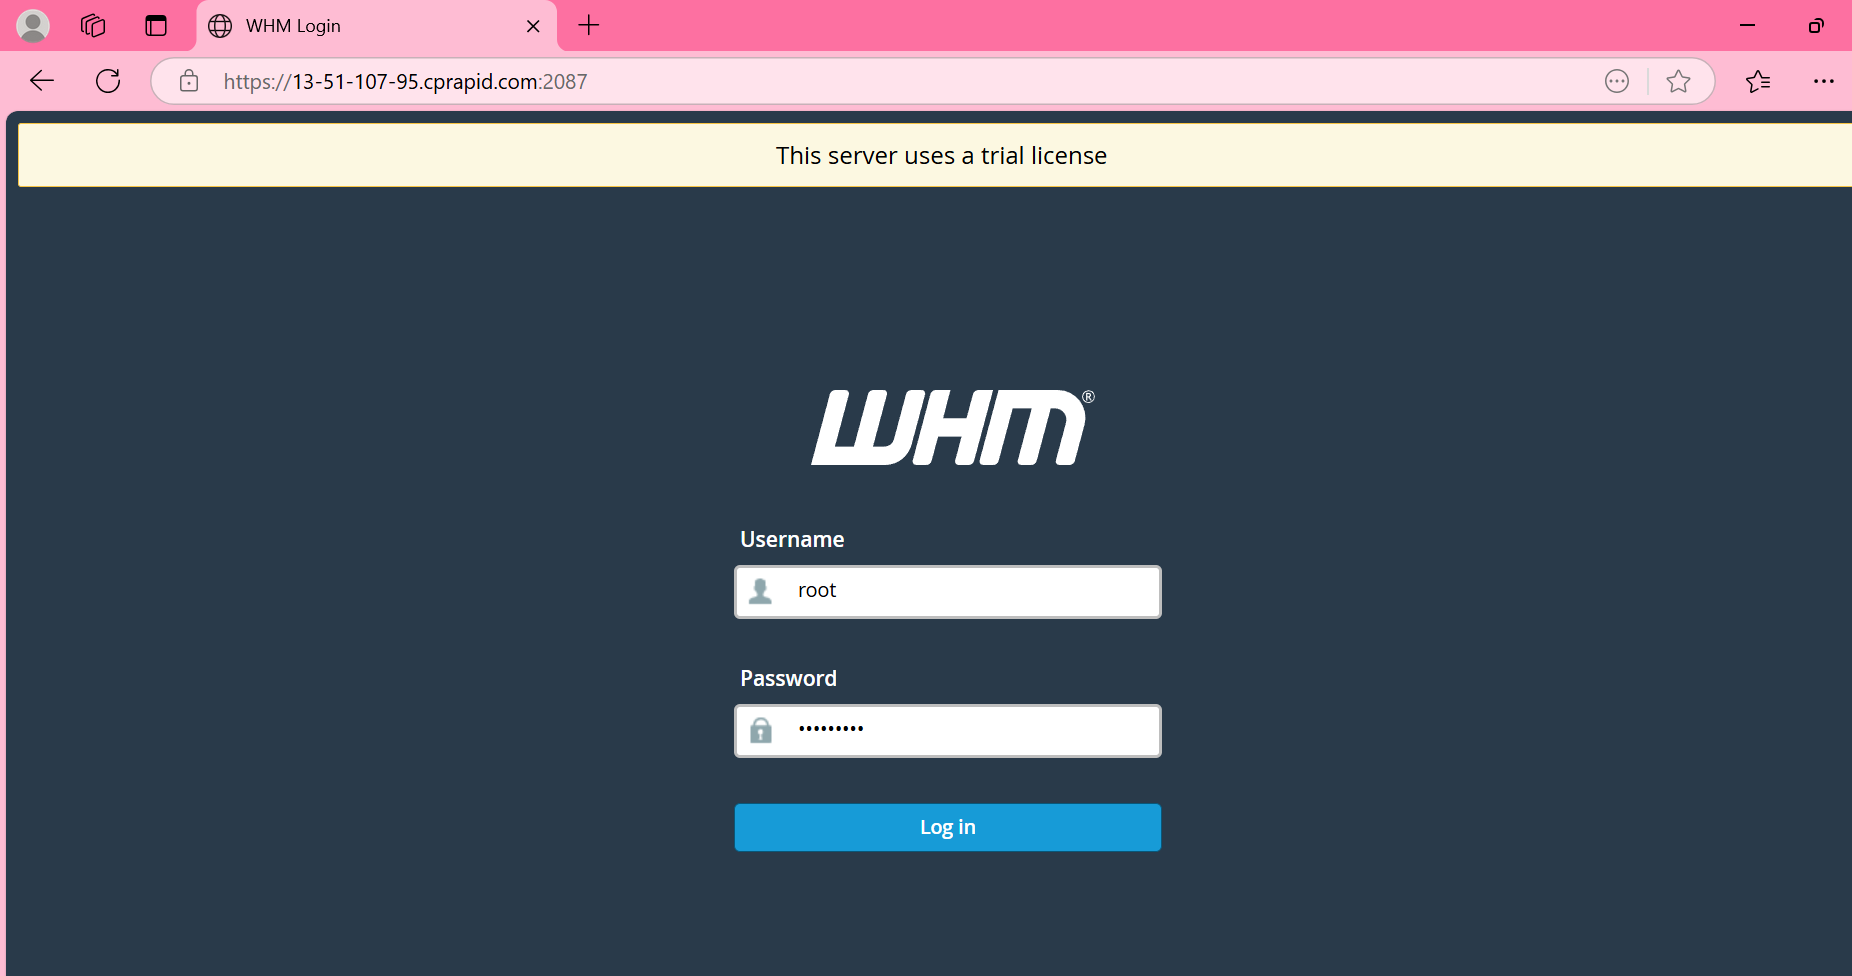 WHM Login
https://13-51-107-95.cprapid.com:2087
This server uses a trial license
WHM®
Username
root
Password
•••••••••
Log in